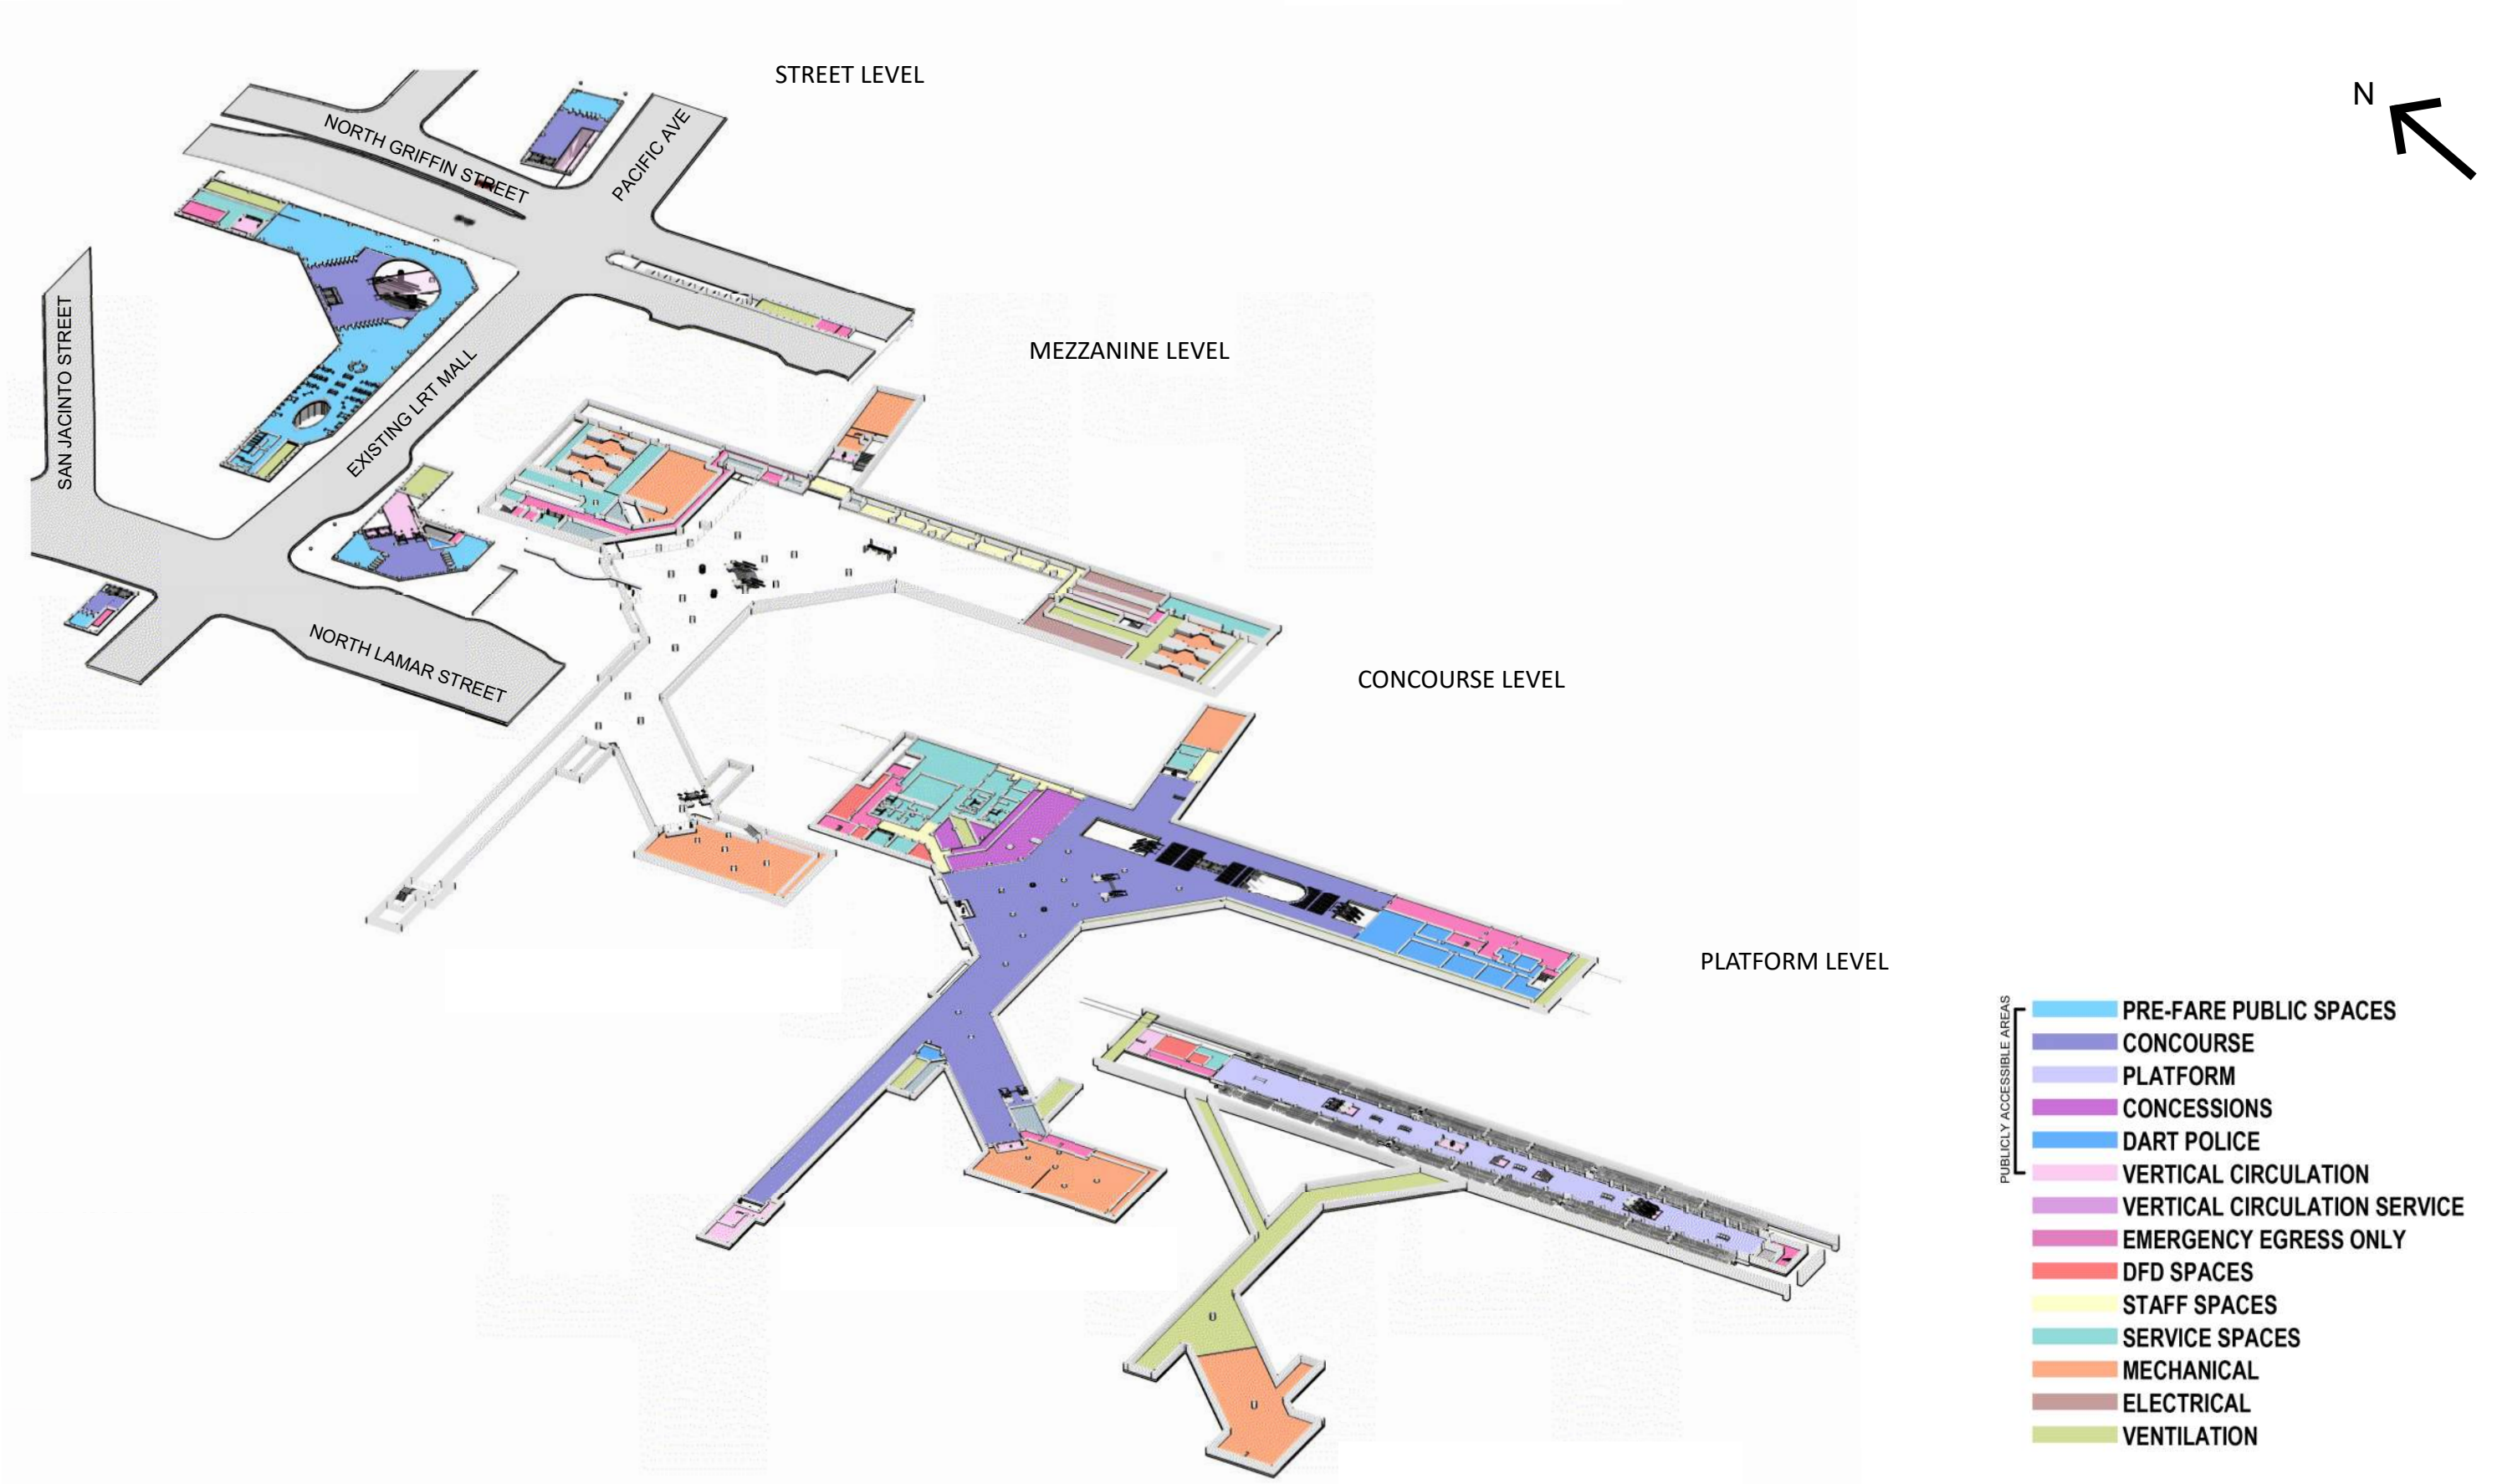 STREET LEVEL
N
NORTH GRIFFIN STREET
PACIFIC AVE
SAN JACINTO STREET
EXISTING LRT MALL
MEZZANINE LEVEL
NORTH LAMAR STREET
CONCOURSE LEVEL
PLATFORM LEVEL
PUBLICLY ACCESSIBLE AREAS
PRE-FARE PUBLIC SPACES
CONCOURSE
PLATFORM
CONCESSIONS
DART POLICE
VERTICAL CIRCULATION
VERTICAL CIRCULATION SERVICE
EMERGENCY EGRESS ONLY
DFD SPACES
STAFF SPACES
SERVICE SPACES
MECHANICAL
ELECTRICAL
VENTILATION